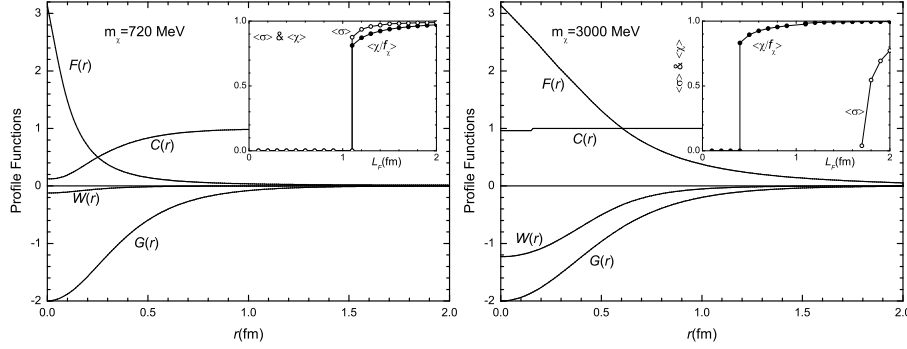 Profile Functions
3
2
1
0
-1
-2
m_χ=720 MeV
F(r)
C(r)
W(r)
G(r)
0.0 0.5 1.0 1.5 2.0
r(fm)
1.0
0.5
0.0
<σ> & <χ>
<σ>
<χ/f_χ>
0 1 2
L_F(fm)
Profile Functions
3
2
1
0
-1
-2
m_χ=3000 MeV
F(r)
C(r)
W(r)
G(r)
0.0 0.5 1.0 1.5 2.0
r(fm)
<σ> & <χ>
1.0
0.5
0.0
<χ/f_χ>
<σ>
0 1 2
L_F(fm)